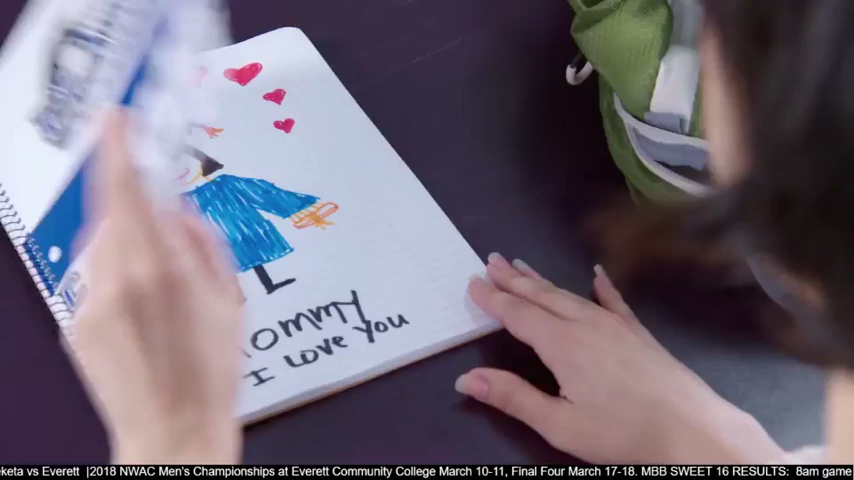 ommy
I love you
vs Everett |2018 NWAC Men's Championships at Everett Community College March 10-11, Final Four March 17-18. MBB SWEET 16 RESULTS: 8am game